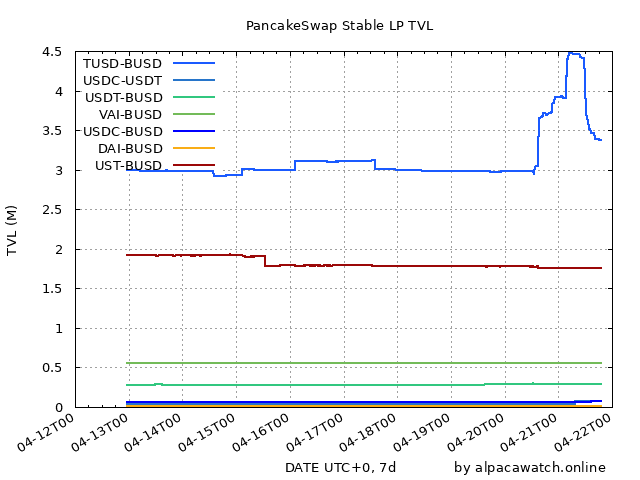 PancakeSwap Stable LP TVL
4.5
4
3.5
3
2.5
2
1.5
1
0.5
0
TVL (M)
TUSD-BUSD
USDC-USDT
USDT-BUSD
VAI-BUSD
USDC-BUSD
DAI-BUSD
UST-BUSD
04-12T00
04-13T00
04-14T00
04-15T00
04-16T00
04-17T00
04-18T00
04-19T00
04-20T00
04-21T00
04-22T00
DATE UTC+0, 7d
by alpacawatch.online